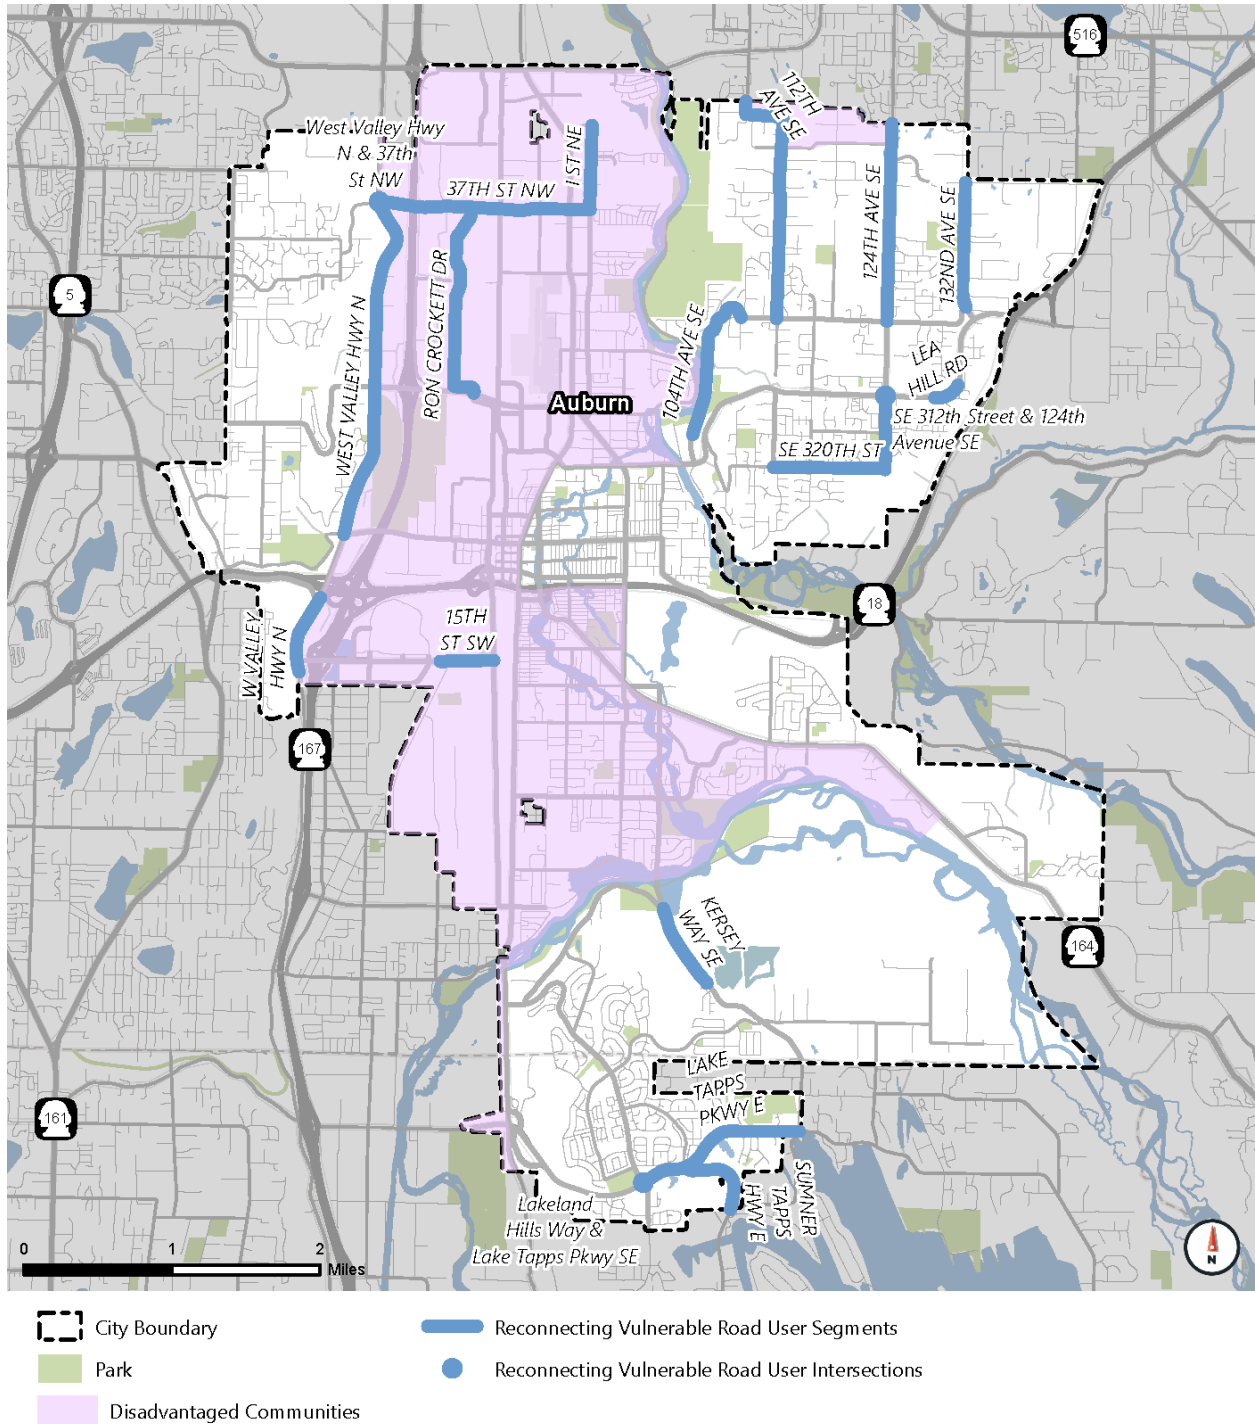 516
112TH
AVE SE
West Valley Hwy
N & 37th
St NW
I ST NE
37TH ST NW
124TH AVE SE
132ND AVE SE
5
RON CROCKETT DR
WEST VALLEY HWY N
104TH AVE SE
LEA
HILL RD
Auburn
SE 312th Street & 124th
Avenue SE
SE 320TH ST
18
15TH
ST SW
W VALLEY
HWY N
167
KERSEY
WAY SE
164
LAKE
TAPPS
PKWY E
161
SUMNER
TAPPS
HWY E
Lakeland
Hills Way &
Lake Tapps Pkwy SE
0 1 2
Miles
N
City Boundary
Reconnecting Vulnerable Road User Segments
Park
Reconnecting Vulnerable Road User Intersections
Disadvantaged Communities